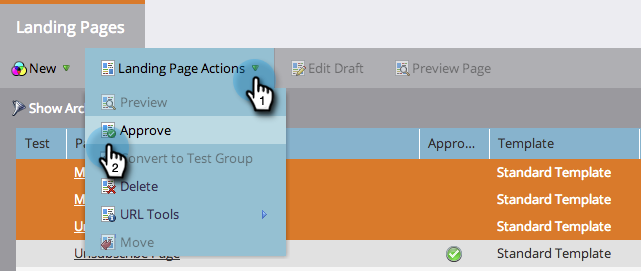 Landing Pages
New
Landing Page Actions
Edit Draft
Preview Page
1
Show Arc
Preview
Approve
2
Convert to Test Group
Delete
URL Tools
Move
Test
Appro...
Template
M
Standard Template
M
Standard Template
Un
Standard Template
Unsubscribe Page
Standard Template